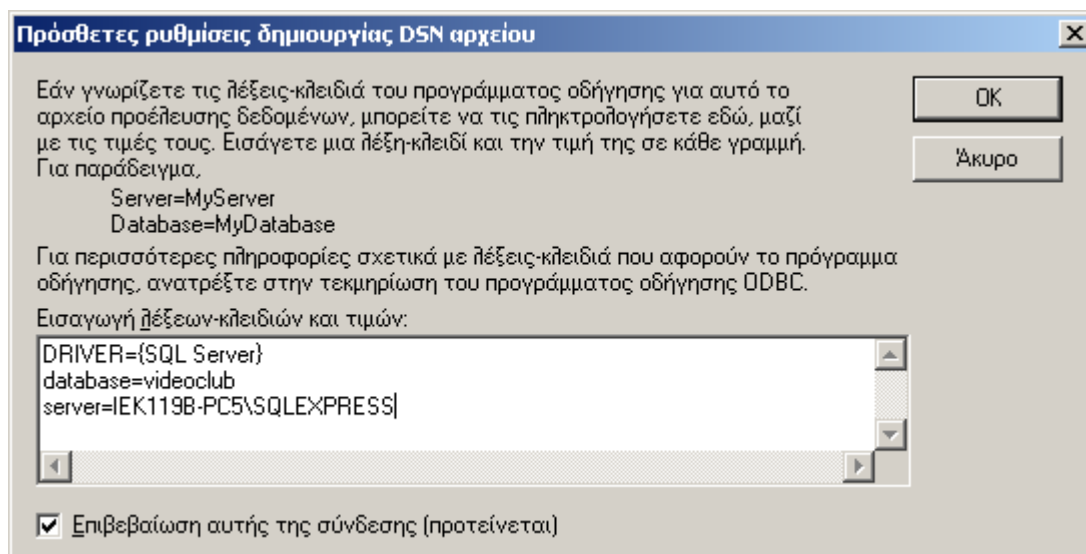 Πρόσθετες ρυθμίσεις δημιουργίας DSN αρχείου
Εάν γνωρίζετε τις λέξεις-κλειδιά του προγράμματος οδήγησης για αυτό το
αρχείο προέλευσης δεδομένων, μπορείτε να τις πληκτρολογήσετε εδώ, μαζί
με τις τιμές τους. Εισάγετε μια λέξη-κλειδί και την τιμή της σε κάθε γραμμή.
Για παράδειγμα,
Server=MyServer
Database=MyDatabase
Για περισσότερες πληροφορίες σχετικά με λέξεις-κλειδιά που αφορούν το πρόγραμμα
οδήγησης, ανατρέξτε στην τεκμηρίωση του προγράμματος οδήγησης ODBC.
Εισαγωγή λέξεων-κλειδιών και τιμών:
DRIVER={SQL Server}
database=videoclub
server=IEK119B-PC5\SQLEXPRESS
Επιβεβαίωση αυτής της σύνδεσης (προτείνεται)
OK
Άκυρο